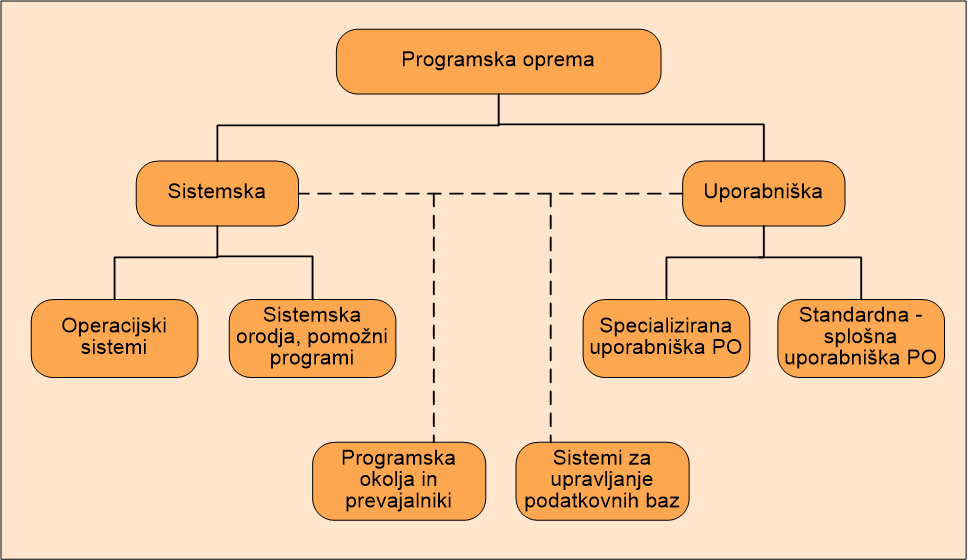 Programska oprema
Sistemska
Uporabniška
Operacijski
sistemi
Sistemska
orodja, pomožni
programi
Specializirana
uporabniška PO
Standardna -
splošna
uporabniška PO
Programska
okolja in
prevajalniki
Sistemi za
upravljanje
podatkovnih baz